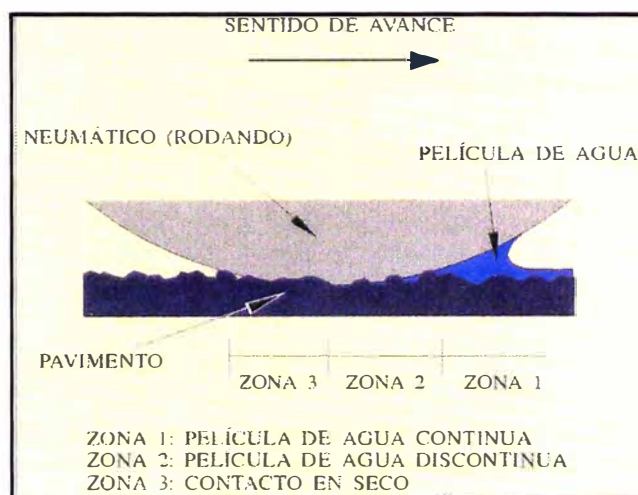 SENTIDO DE AVANCE
NEUMÁTICO (RODANDO)
PELÍCULA DE AGUA
PAVIMENTO
ZONA 3 ZONA 2 ZONA 1
ZONA 1: PELÍCULA DE AGUA CONTINUA
ZONA 2: PELÍCULA DE AGUA DISCONTINUA
ZONA 3: CONTACTO EN SECO